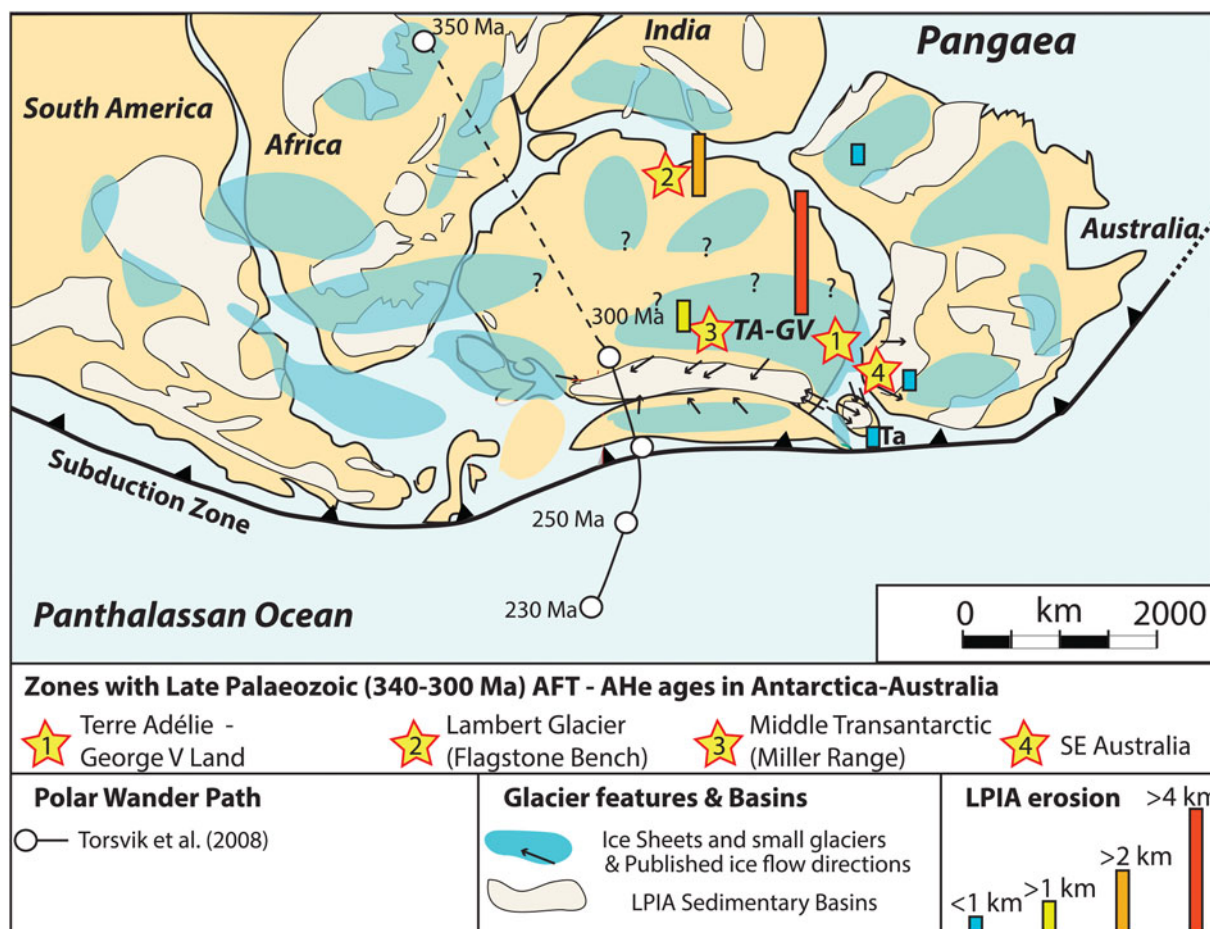 350 Ma
India
Pangaea
South America
Africa
2
?
?
Australia
?
?
?
?
300 Ma
3
TA-GV
1
4
Ta
Subduction Zone
250 Ma
230 Ma
Panthalassan Ocean
0 km 2000
Zones with Late Palaeozoic (340-300 Ma) AFT - AHe ages in Antarctica-Australia
1 Terre Adélie -
George V Land
2 Lambert Glacier
(Flagstone Bench)
3 Middle Transantarctic
(Miller Range)
4 SE Australia
Polar Wander Path
Torsvik et al. (2008)
Glacier features & Basins
Ice Sheets and small glaciers
& Published ice flow directions
LPIA Sedimentary Basins
LPIA erosion
>4 km
>2 km
>1 km
<1 km